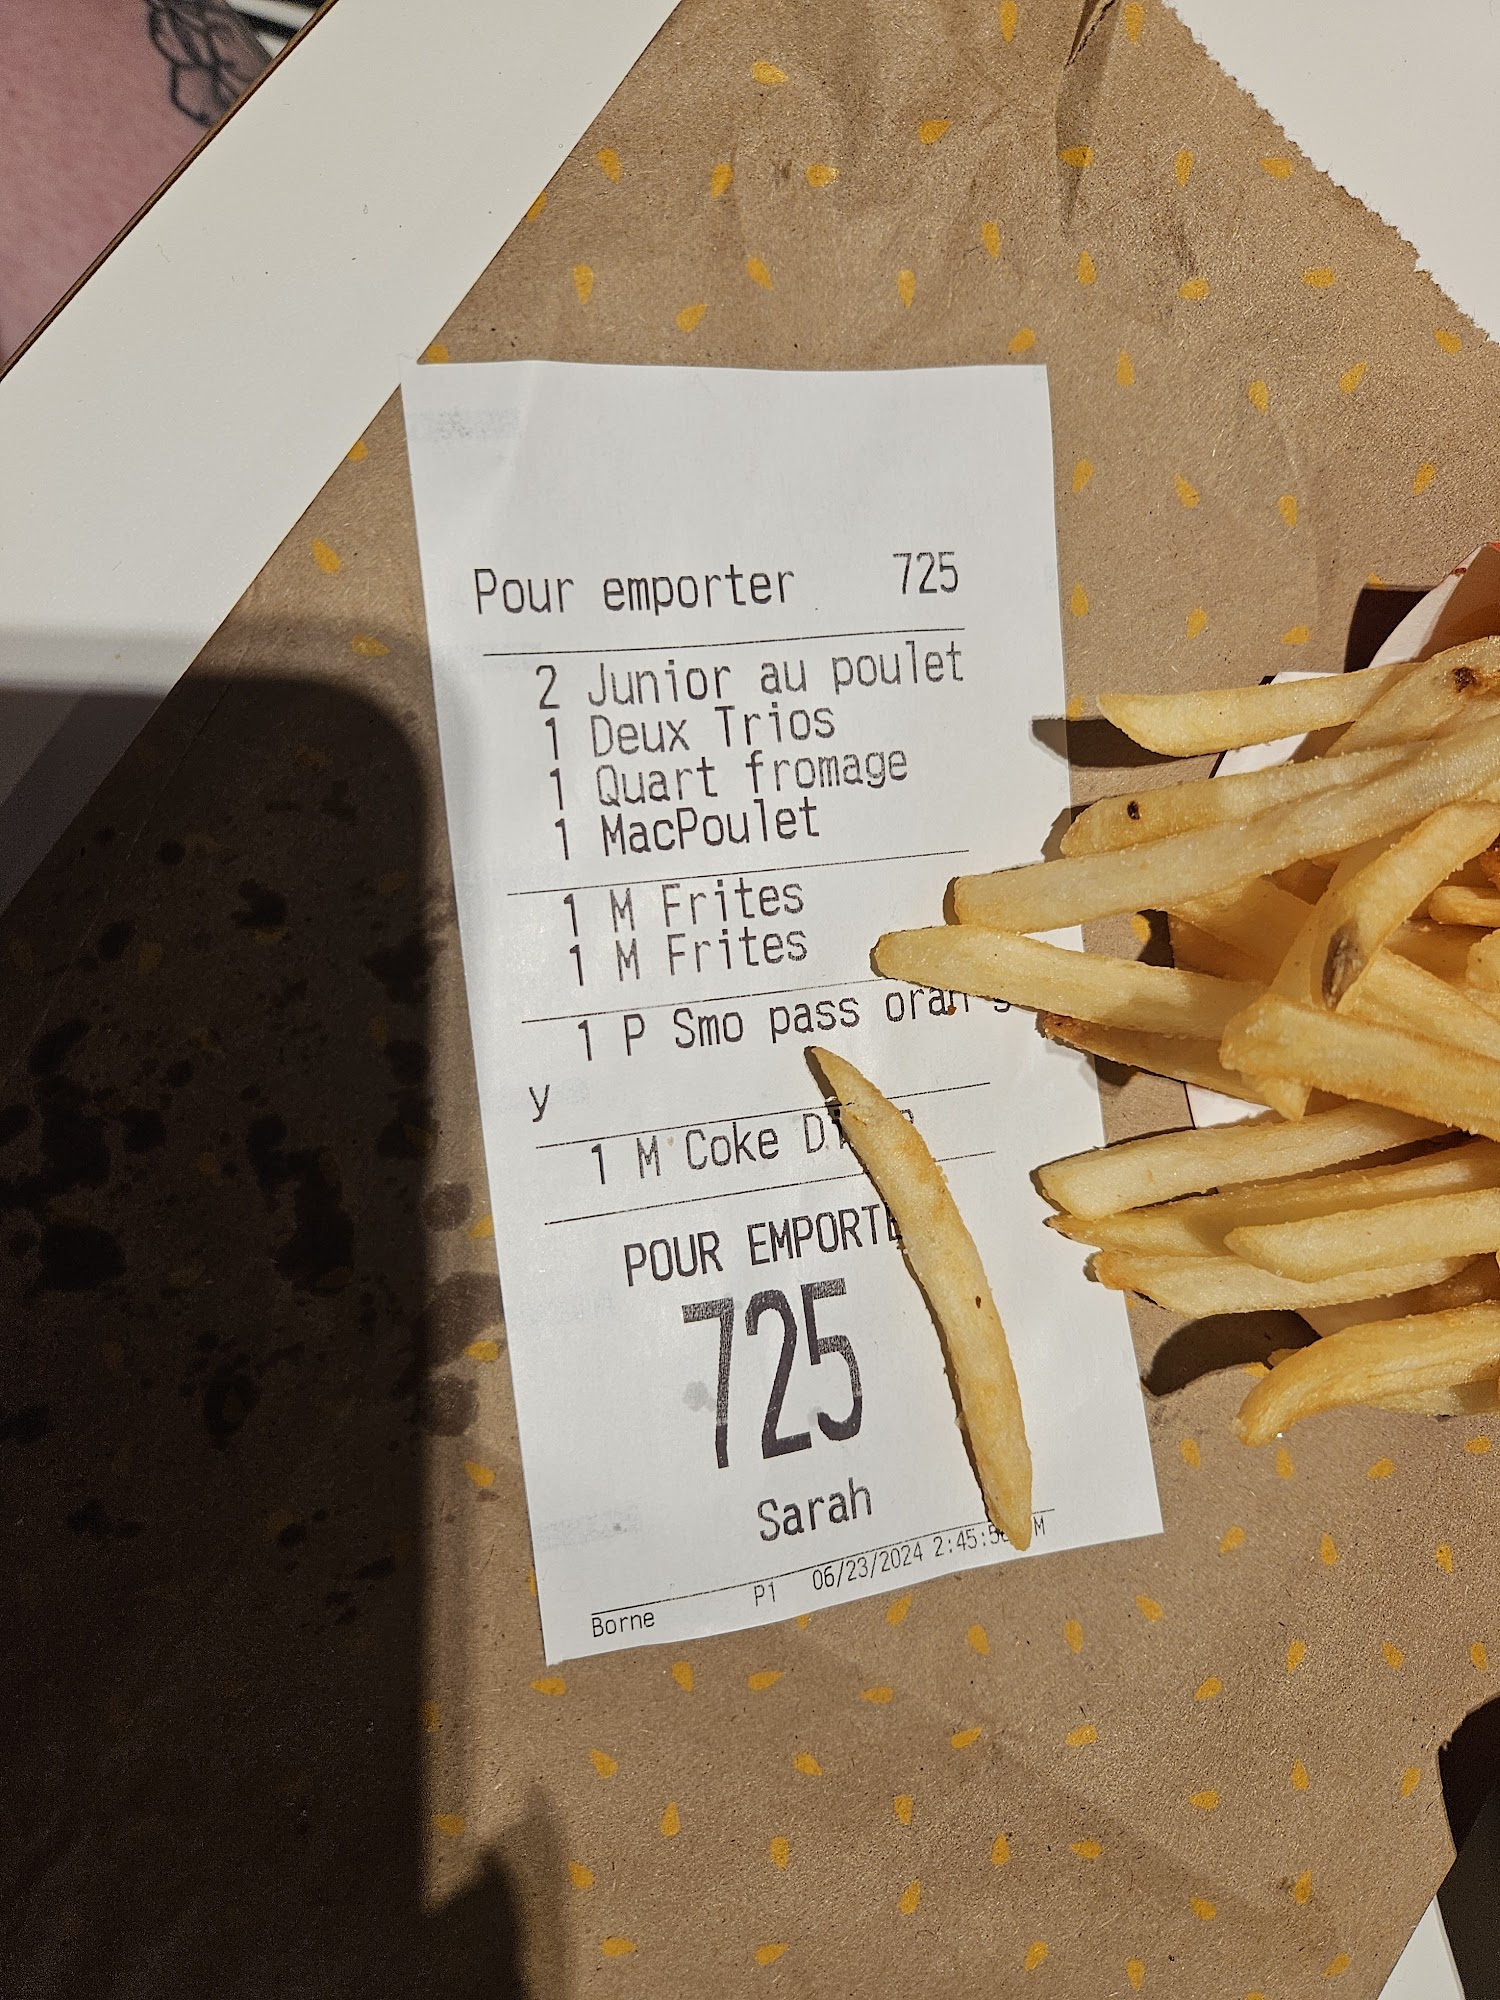 Pour emporter 725
2 Junior au poulet
1 Deux Trios
1 Quart fromage
1 MacPoulet
1 M Frites
1 M Frites
1 P Smo pass
y
1 M Coke
POUR
725
Sarah
Borne P1 06/23/2024